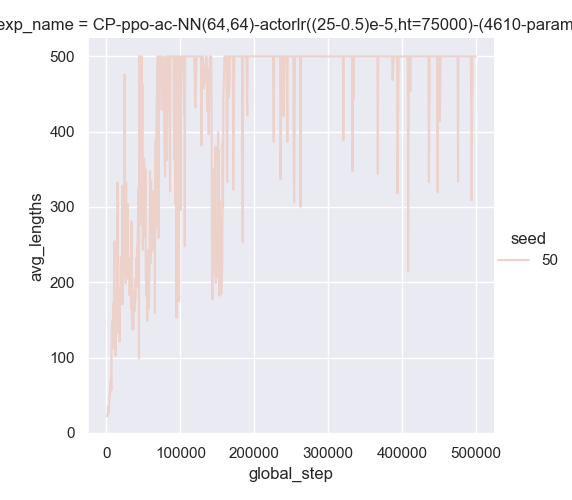 exp_name = CP-ppo-ac-NN(64,64)-actorlr((25-0.5)e-5,ht=75000)-(4610-param
500
400
300
200
100
0
avg_lengths
0 100000 200000 300000 400000 500000
global_step
seed
50